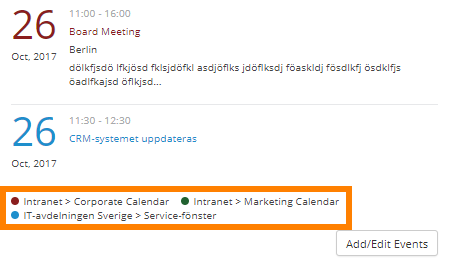 26
11:00 - 16:00
Board Meeting
Berlin
Oct, 2017
dölkfjsdö lfkjösd fklsjdöfkl asdjöflks jdöflksdj föaskldj fösdlkfj ösdklfjs
öadlfkajsd öflkjsd...
26
11:30 - 12:30
CRM-systemet uppdateras
Oct, 2017
Intranet > Corporate Calendar Intranet > Marketing Calendar
IT-avdelningen Sverige > Service-fönster
Add/Edit Events